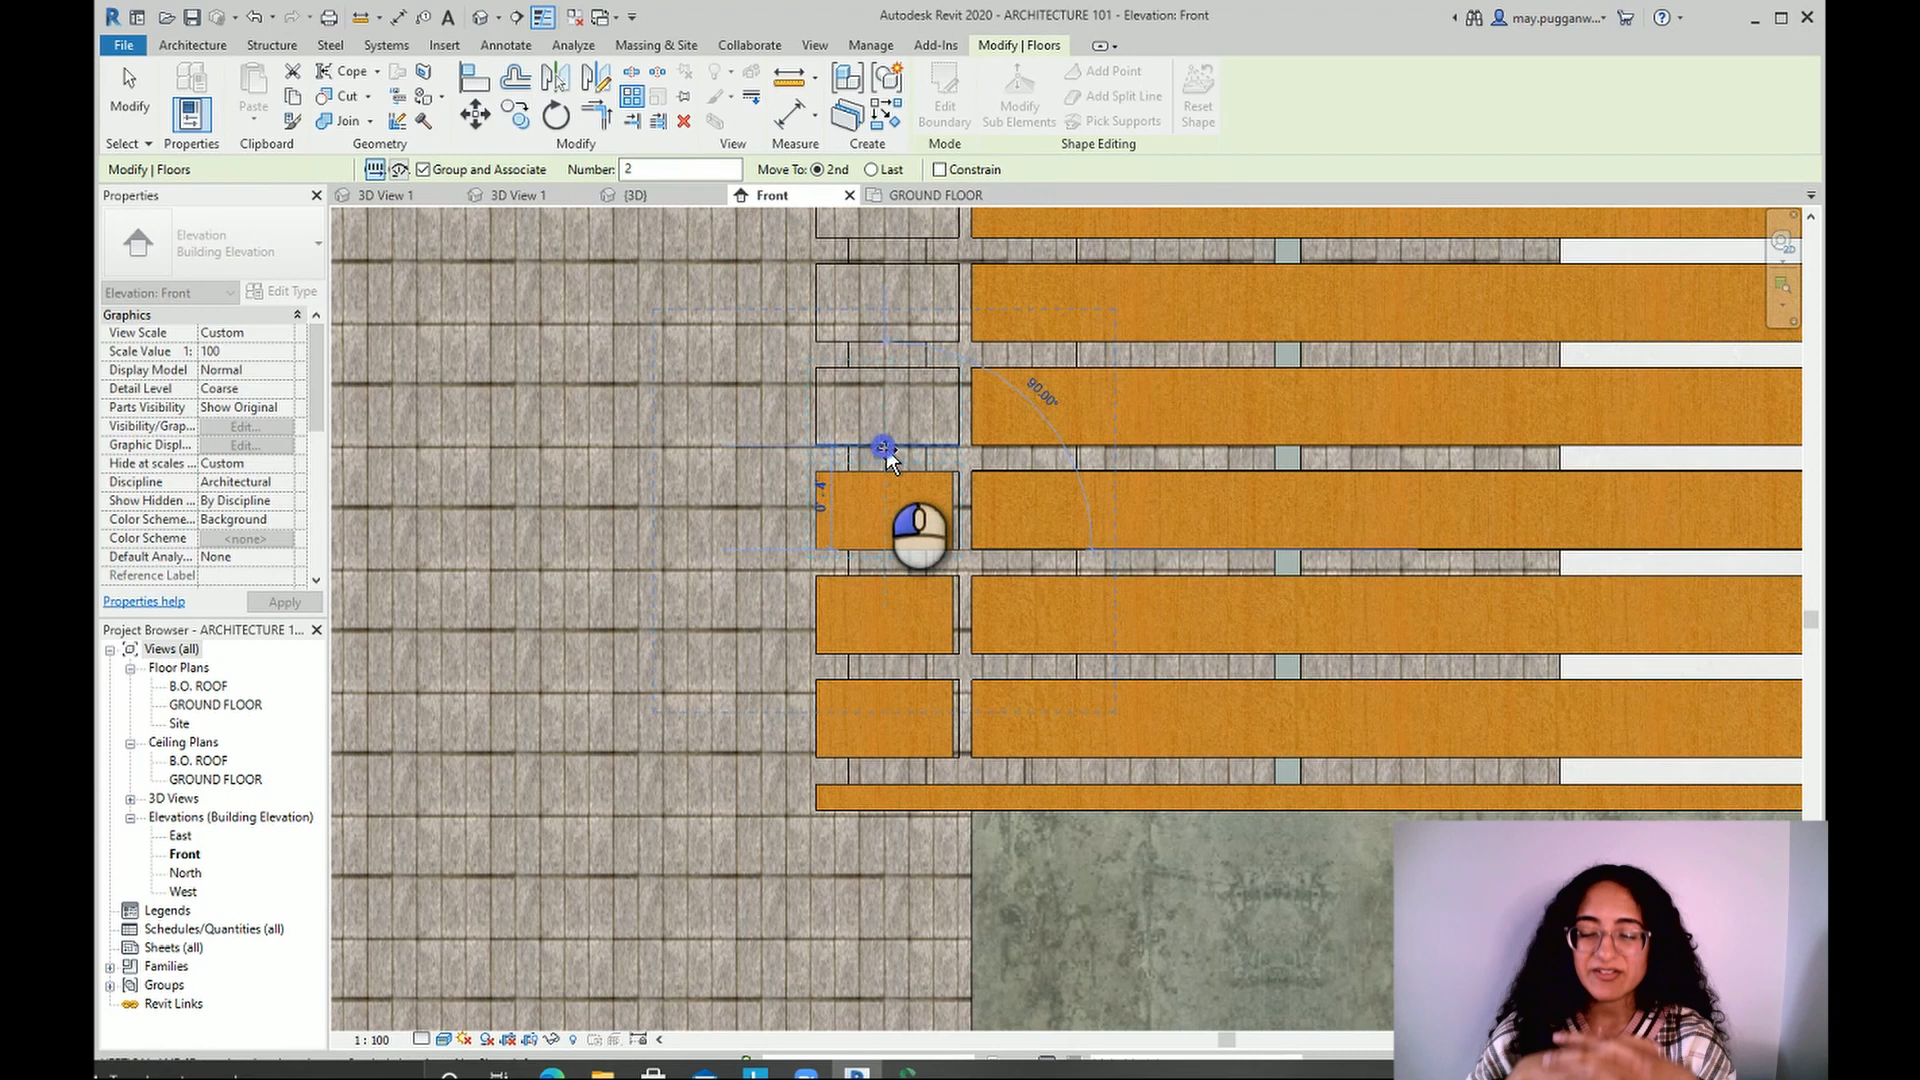 Autodesk Revit 2020 - ARCHITECTURE 101 - Elevation: Front
may.pugganw...
File Architecture Structure Steel Systems Insert Annotate Analyze Massing & Site Collaborate View Manage Add-Ins Modify | Floors
Modify
Paste
Cope
Cut
Join
Edit
Boundary
Modify
Sub Elements
Add Point
Add Split Line
Pick Supports
Reset
Shape
Select Properties Clipboard Geometry Modify View Measure Create Mode Shape Editing
Modify | Floors Group and Associate Number: 2 Move To: 2nd Last Constrain
Properties
3D View 1 3D View 1 {3D} Front GROUND FLOOR
Elevation
Building Elevation
Elevation: Front Edit Type
Graphics
View Scale Custom
Scale Value 1: 100
Display Model Normal
Detail Level Coarse
Parts Visibility Show Original
Visibility/Grap... Edit...
Graphic Displ... Edit...
Hide at scales ... Custom
Discipline Architectural
Show Hidden ... By Discipline
Color Scheme... Background
Color Scheme <none>
Default Analy... None
Reference Label
Properties help Apply
Project Browser - ARCHITECTURE 1...
Views (all)
Floor Plans
B.O. ROOF
GROUND FLOOR
Site
Ceiling Plans
B.O. ROOF
GROUND FLOOR
3D Views
Elevations (Building Elevation)
East
Front
North
West
Legends
Schedules/Quantities (all)
Sheets (all)
Families
Groups
Revit Links
90.00°
2D
1 : 100